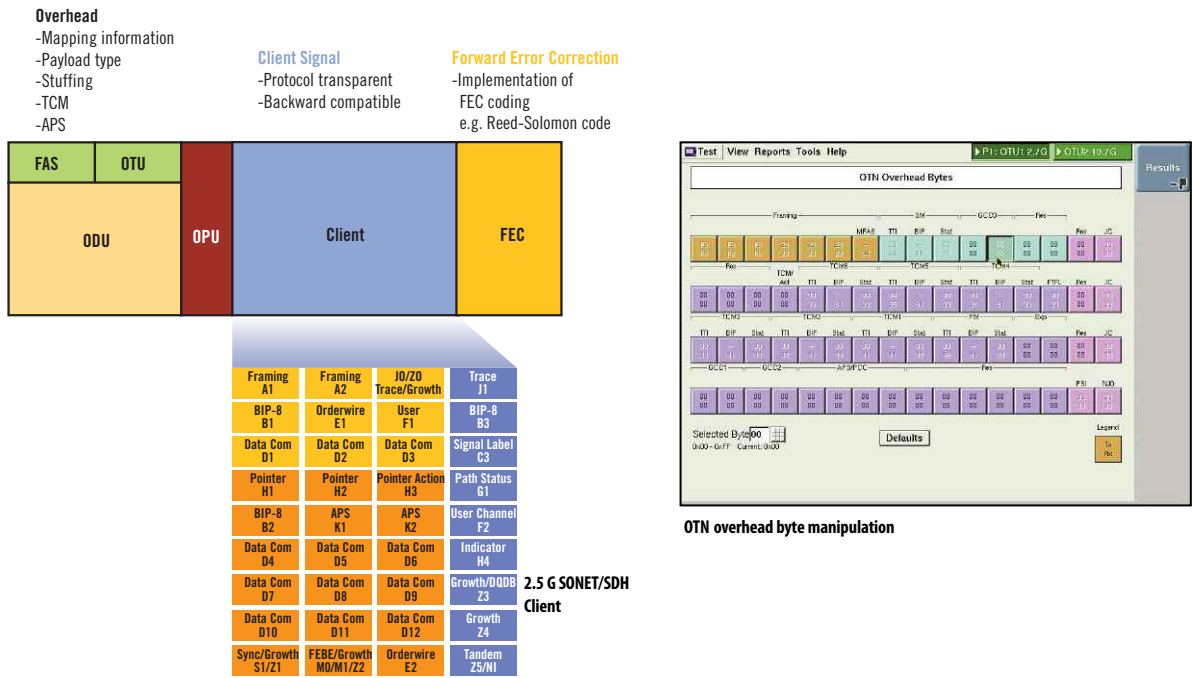 Overhead
-Mapping information
-Payload type
-Stuffing
-TCM
-APS
Client Signal
-Protocol transparent
-Backward compatible
Forward Error Correction
-Implementation of
FEC coding
e.g. Reed-Solomon code
FAS OTU
ODU
OPU
Client
FEC
Framing Framing J0/Z0 Trace
A1 A2 Trace/Growth J1
BIP-8 Orderwire User BIP-8
B1 E1 F1 B3
Data Com Data Com Data Com Signal Label
D1 D2 D3 C3
Pointer Pointer Pointer Action Path Status
H1 H2 H3 G1
BIP-8 APS APS User Channel
B2 K1 K2 F2
Data Com Data Com Data Com Indicator
D4 D5 D6 H4
Data Com Data Com Data Com Growth/DQDB
D7 D8 D9 Z3
Data Com Data Com Data Com Growth
D10 D11 D12 Z4
Sync/Growth FEBE/Growth Orderwire Tandem
S1/Z1 M0/M1/Z2 E2 Z5/NI
2.5 G SONET/SDH
Client
Test View Reports Tools Help
P1: OTU1 2.7G OTU2 10.7G
Results
OTN Overhead Bytes
Framing SM GCC0 Res
MFAS TTI BIP Stat Res JC
Res TCM6 TCM5 TCM4
TCM/
Act TTI BIP Stat TTI BIP Stat TTI BIP Stat FTFL Res JC
TCM3 TCM2 TCM1 PM Exp
TTI BIP Stat TTI BIP Stat TTI BIP Stat TTI BIP Stat Res JC
GCC1 GCC2 APS/PCC Res
PSI NJO
Selected Byte 00
0x00 - 0xFF Current: 0x00
Defaults
Legend
Tx
Rx
OTN overhead byte manipulation